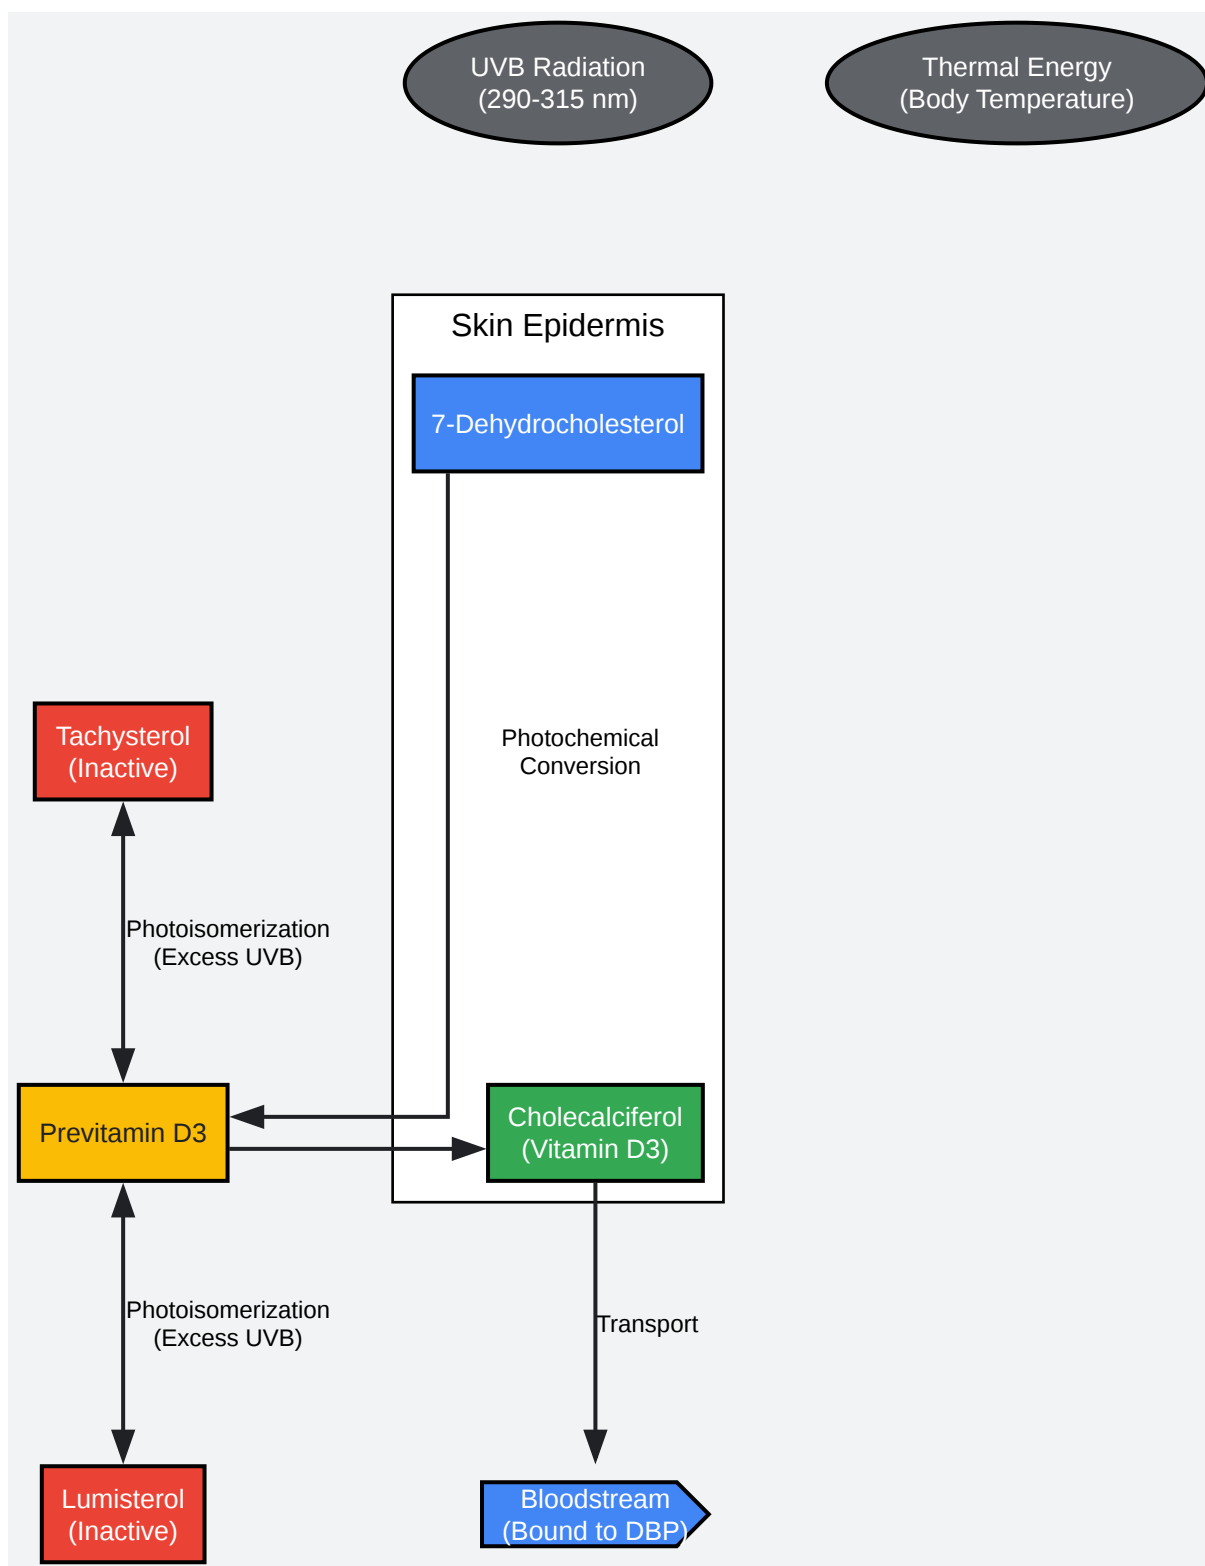 UVB Radiation
(290-315 nm)
Thermal Energy
(Body Temperature)
Skin Epidermis
7-Dehydrocholesterol
Tachysterol
(Inactive)
Photochemical
Conversion
Photoisomerization
(Excess UVB)
Previtamin D3
Cholecalciferol
(Vitamin D3)
Photoisomerization
(Excess UVB)
Transport
Lumisterol
(Inactive)
Bloodstream
(Bound to DBP)